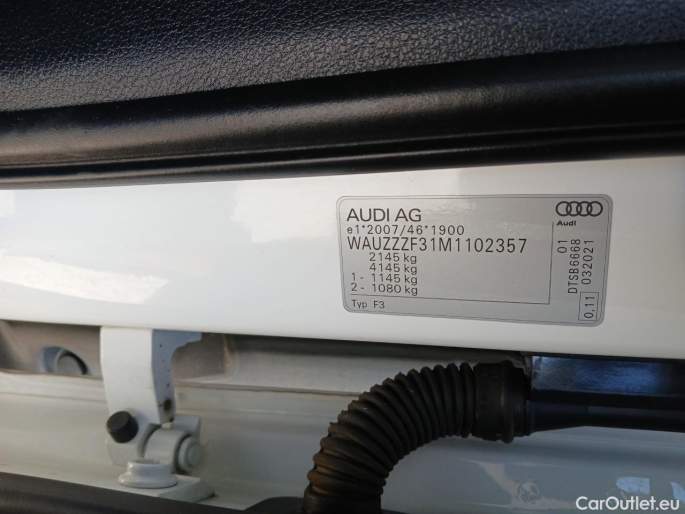 AUDI AG
e1*2007/46*1900
WAUZZZF31M1102357
2145 kg
4145 kg
1 - 1145 kg
2 - 1080 kg
Typ F3
Audi
01
DTSB6668
032021
0,11
CarOutlet.eu